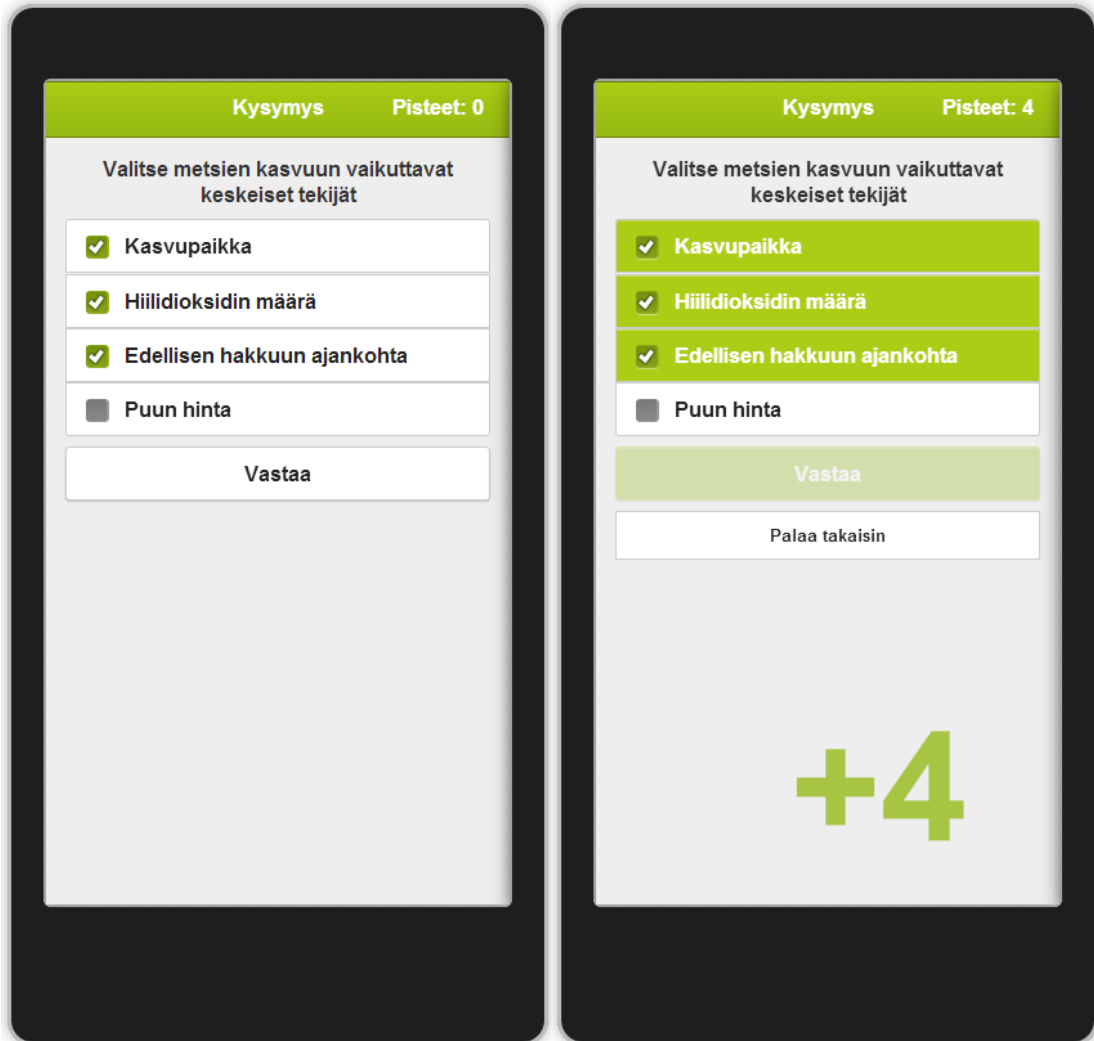 Kysymys Pisteet: 0
Valitse metsien kasvuun vaikuttavat
keskeiset tekijät
Kasvupaikka
Hiilidioksidin määrä
Edellisen hakkuun ajankohta
Puun hinta
Vastaa
Kysymys Pisteet: 4
Valitse metsien kasvuun vaikuttavat
keskeiset tekijät
Kasvupaikka
Hiilidioksidin määrä
Edellisen hakkuun ajankohta
Puun hinta
Vastaa
Palaa takaisin
+4